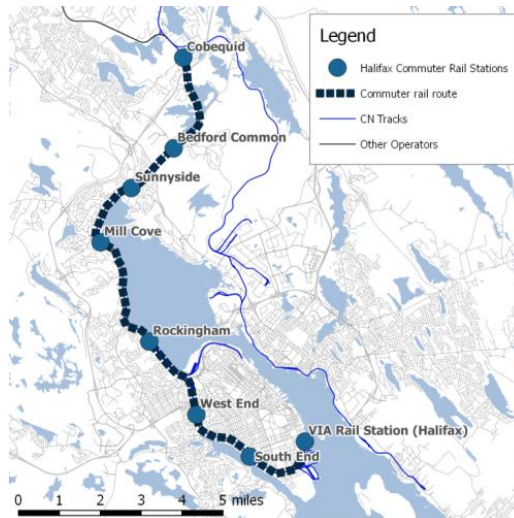 Legend
Halifax Commuter Rail Stations
Commuter rail route
CN Tracks
Other Operators
Cobequid
Bedford Common
Sunnyside
Mill Cove
Rockingham
West End
VIA Rail Station (Halifax)
South End
0 1 2 3 4 5 miles